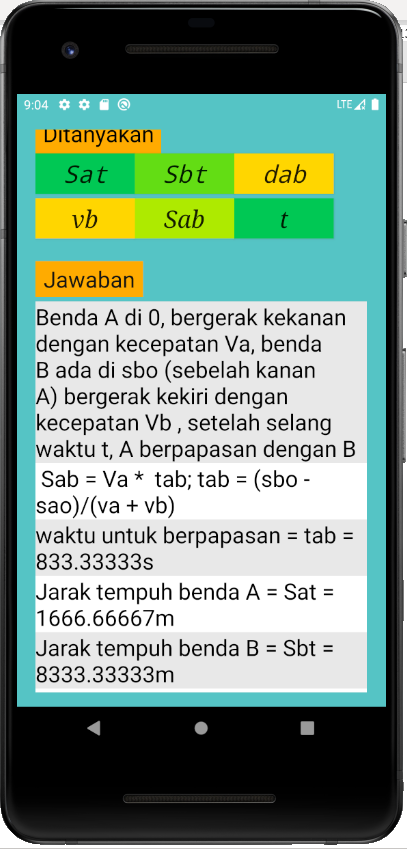 9:04 LTE
Ditanyakan
Sat Sbt dab
vb Sab t
Jawaban
Benda A di 0, bergerak kekanan
dengan kecepatan Va, benda
B ada di sbo (sebelah kanan
A) bergerak kekiri dengan
kecepatan Vb , setelah selang
waktu t, A berpapasan dengan B
Sab = Va * tab; tab = (sbo -
sao)/(va + vb)
waktu untuk berpapasan = tab =
833.33333s
Jarak tempuh benda A = Sat =
1666.66667m
Jarak tempuh benda B = Sbt =
8333.33333m